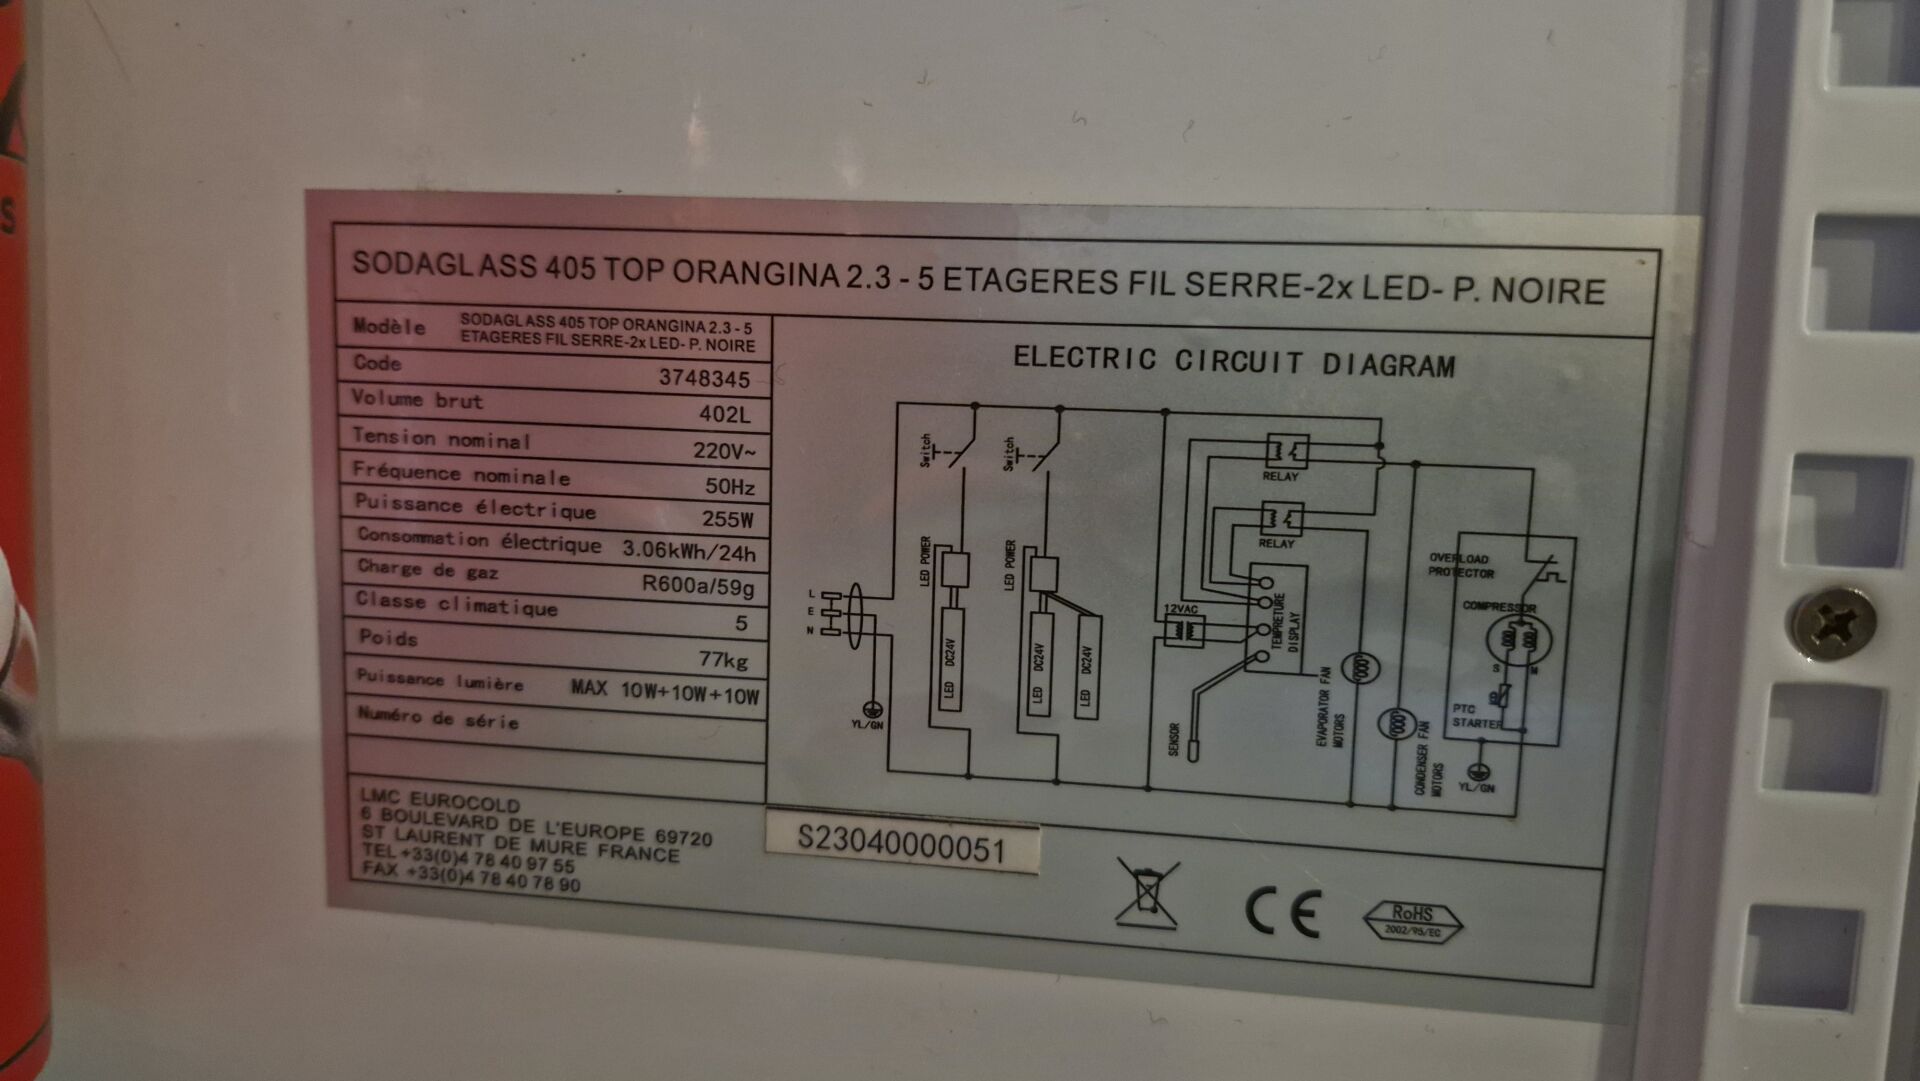 S
SODAGLASS 405 TOP ORANGINA 2.3 - 5 ETAGERES FIL SERRE-2x LED- P. NOIRE
Modèle SODAGLASS 405 TOP ORANGINA 2.3 - 5
ETAGERES FIL SERRE-2x LED- P. NOIRE
Code 3748345
Volume brut 402L
Tension nominal 220V~
Fréquence nominale 50Hz
Puissance électrique 255W
Consommation électrique 3.06kWh/24h
Charge de gaz R600a/59g
Classe climatique 5
Poids 77kg
Puissance lumière MAX 10W+10W+10W
Numéro de série
LMC EUROCOLD
6 BOULEVARD DE L'EUROPE 69720
ST LAURENT DE MURE FRANCE
TEL +33(0)4 78 40 97 55
FAX +33(0)4 78 40 78 90
ELECTRIC CIRCUIT DIAGRAM
Switch
Switch
RELAY
RELAY
LED POWER
LED POWER
OVERLOAD
PROTECTOR
COMPRESSOR
L
E
N
12VAC
TEMPRETURE
DISPLAY
LED DC24V
LED DC24V
LED DC24V
S
M
PTC
STARTER
YL/GN
SENSOR
EVAPORATOR FAN
MOTORS
CONDENSER FAN
MOTORS
YL/GN
S23040000051
CE
RoHS
2002/95/EC